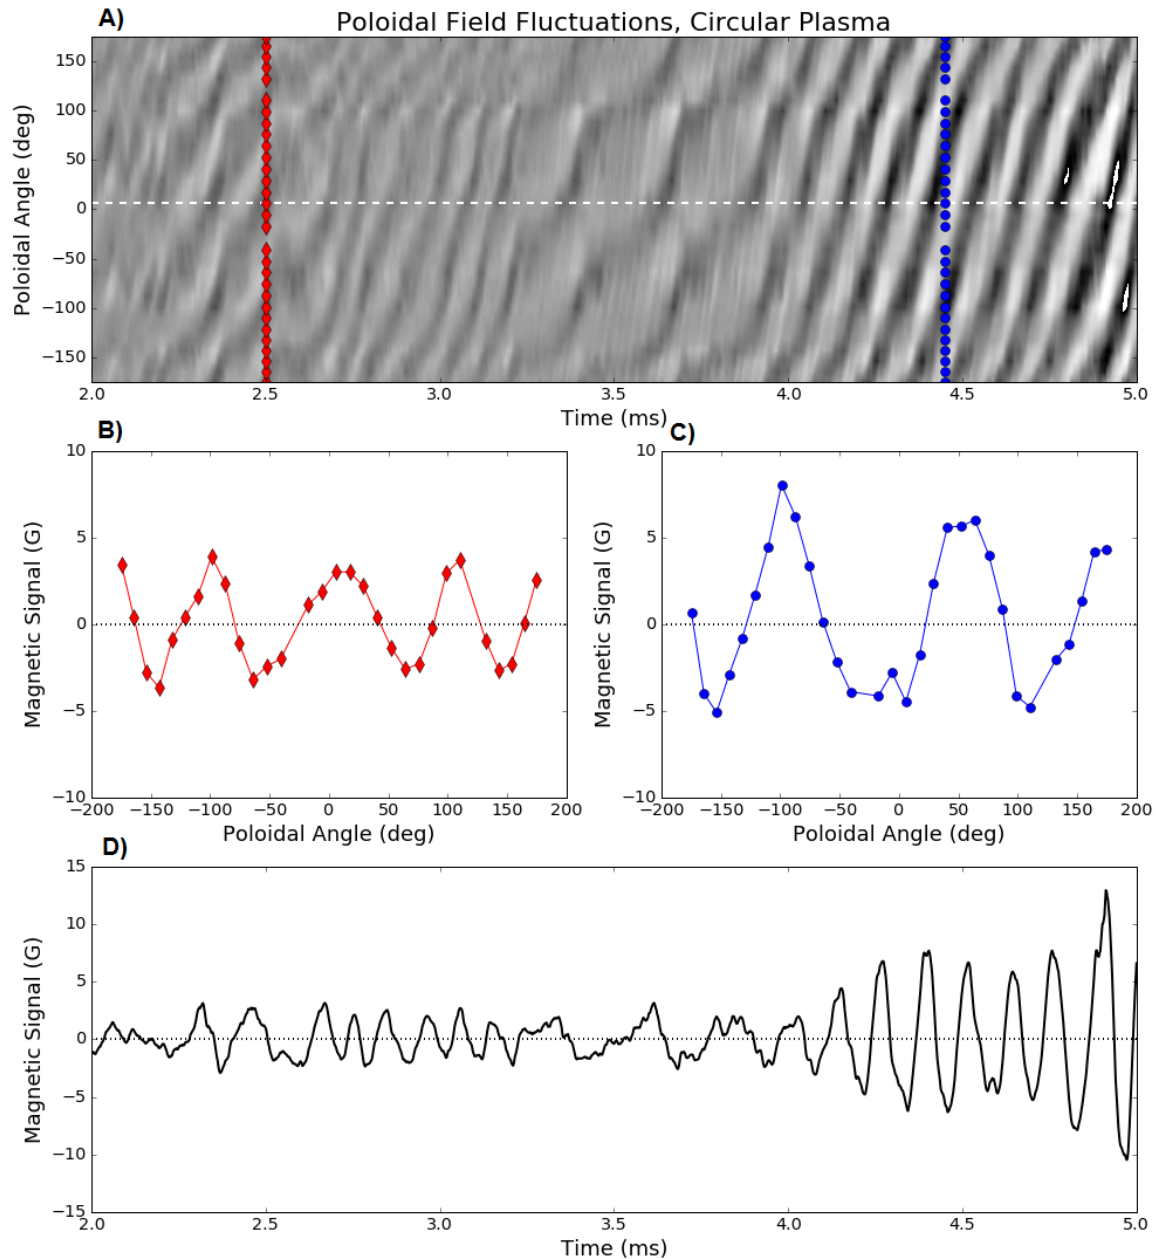 A)
Poloidal Field Fluctuations, Circular Plasma
Poloidal Angle (deg)
150
100
50
0
−50
−100
−150
2.0 2.5 3.0 3.5 4.0 4.5 5.0
Time (ms)
B)
Magnetic Signal (G)
10
5
0
−5
−10
−200 −150 −100 −50 0 50 100 150 200
Poloidal Angle (deg)
C)
Magnetic Signal (G)
10
5
0
−5
−10
−200 −150 −100 −50 0 50 100 150 200
Poloidal Angle (deg)
D)
Magnetic Signal (G)
15
10
5
0
−5
−10
−15
2.0 2.5 3.0 3.5 4.0 4.5 5.0
Time (ms)